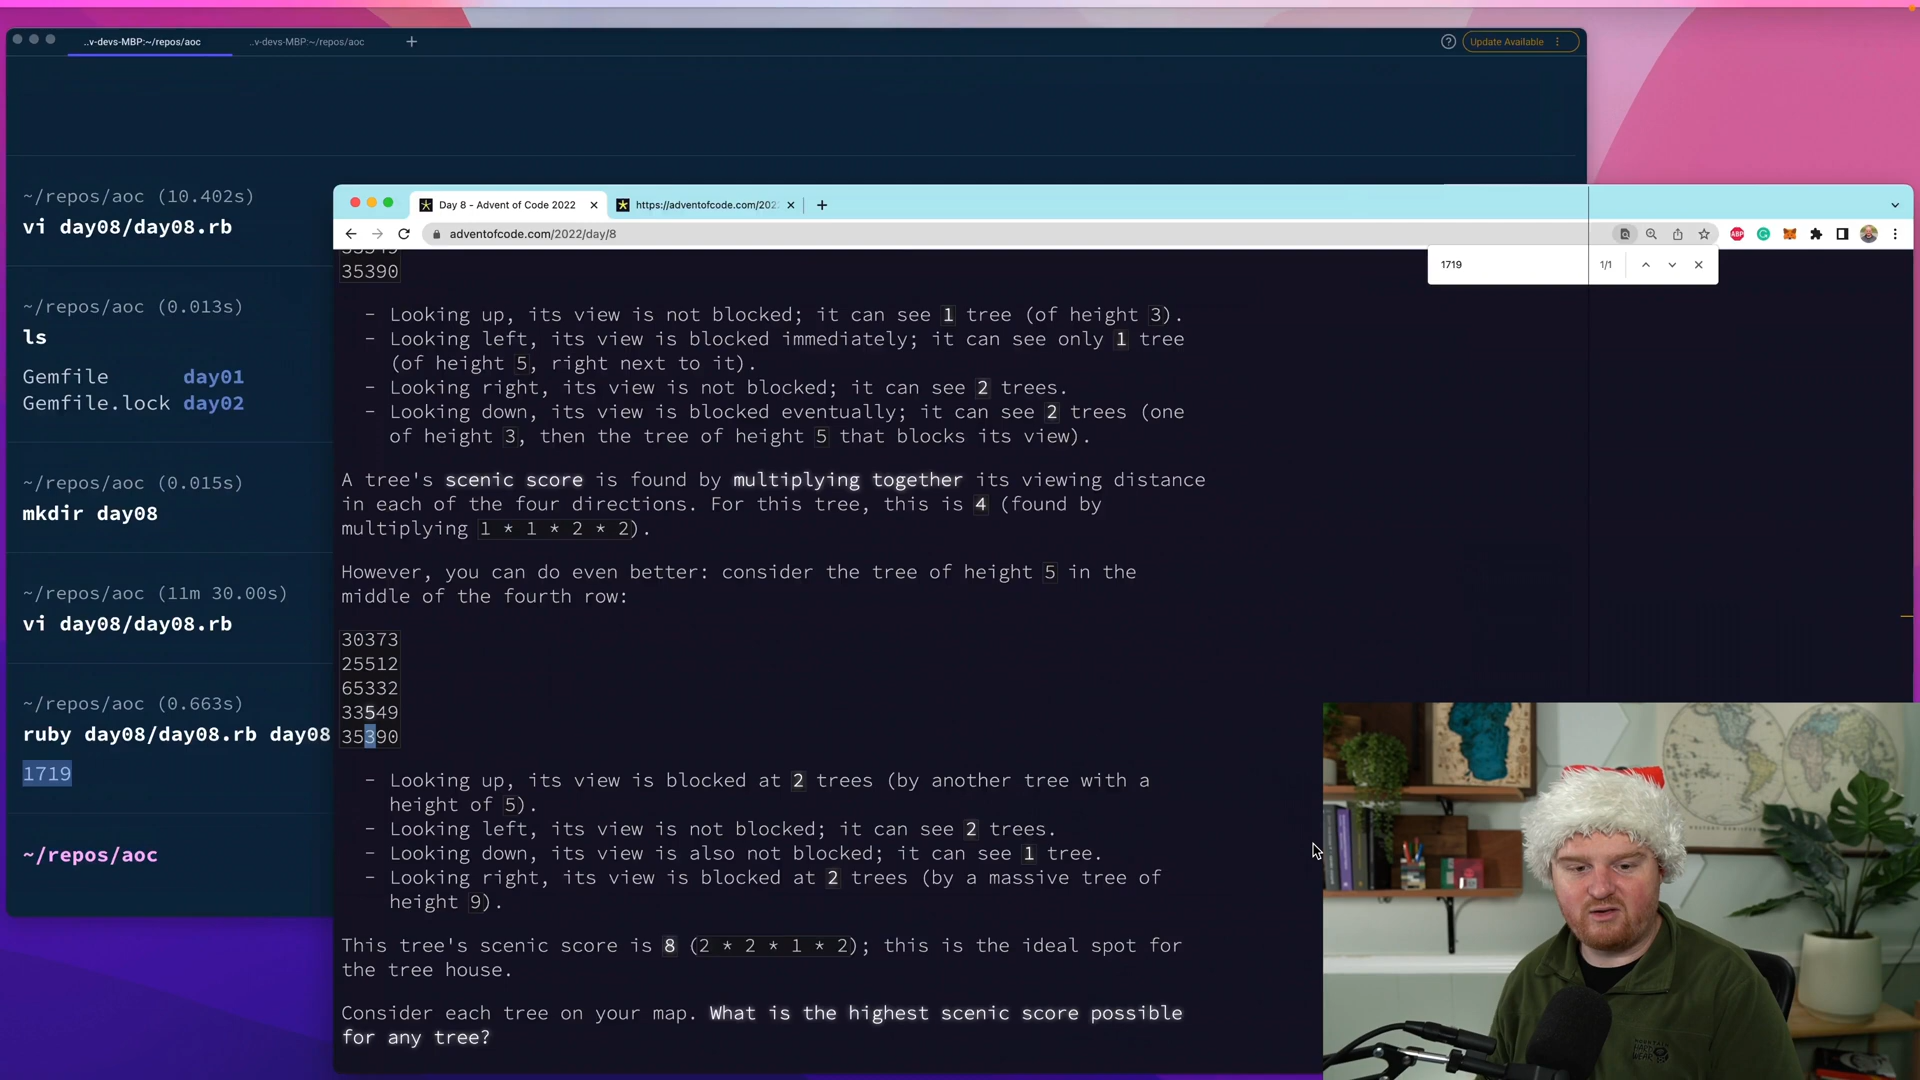 ..v-devs-MBP:~/repos/aoc
..v-devs-MBP:~/repos/aoc
Update Available
~/repos/aoc (10.402s)
vi day08/day08.rb
~/repos/aoc (0.013s)
ls
Gemfile day01
Gemfile.lock day02
~/repos/aoc (0.015s)
mkdir day08
~/repos/aoc (11m 30.00s)
vi day08/day08.rb
~/repos/aoc (0.663s)
ruby day08/day08.rb day08
1719
~/repos/aoc
Day 8 - Advent of Code 2022
https://adventofcode.com/202
adventofcode.com/2022/day/8
ABP
1719 1/1
35390
- Looking up, its view is not blocked; it can see 1 tree (of height 3).
- Looking left, its view is blocked immediately; it can see only 1 tree
(of height 5, right next to it).
- Looking right, its view is not blocked; it can see 2 trees.
- Looking down, its view is blocked eventually; it can see 2 trees (one
of height 3, then the tree of height 5 that blocks its view).
A tree's scenic score is found by multiplying together its viewing distance
in each of the four directions. For this tree, this is 4 (found by
multiplying 1 * 1 * 2 * 2).
However, you can do even better: consider the tree of height 5 in the
middle of the fourth row:
30373
25512
65332
33549
35390
- Looking up, its view is blocked at 2 trees (by another tree with a
height of 5).
- Looking left, its view is not blocked; it can see 2 trees.
- Looking down, its view is also not blocked; it can see 1 tree.
- Looking right, its view is blocked at 2 trees (by a massive tree of
height 9).
This tree's scenic score is 8 (2 * 2 * 1 * 2); this is the ideal spot for
the tree house.
Consider each tree on your map. What is the highest scenic score possible
for any tree?